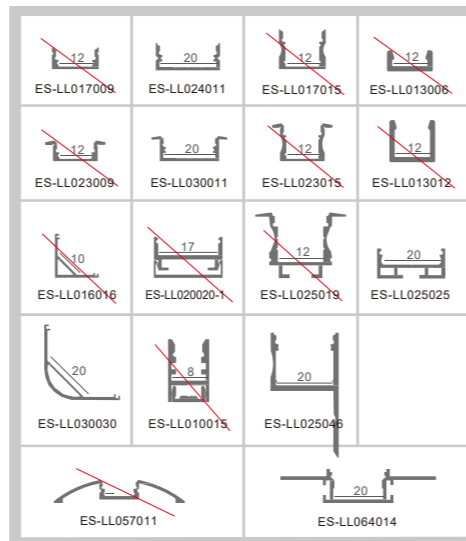 12
20
12
12
ES-LL017009
ES-LL024011
ES-LL017015
ES-LL013006
12
20
12
12
ES-LL023009
ES-LL030011
ES-LL023015
ES-LL013012
10
17
12
20
ES-LL016016
ES-LL020020-1
ES-LL025019
ES-LL025025
20
8
20
ES-LL030030
ES-LL010015
ES-LL025046
20
ES-LL057011
ES-LL064014